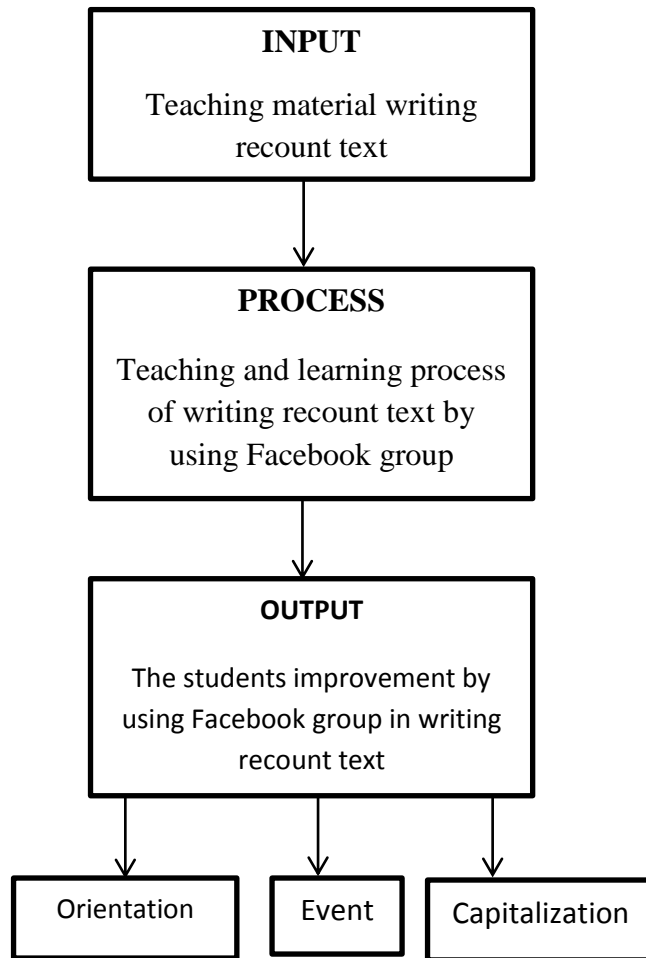 INPUT
Teaching material writing
recount text
PROCESS
Teaching and learning process
of writing recount text by
using Facebook group
OUTPUT
The students improvement by
using Facebook group in writing
recount text
Orientation
Event
Capitalization